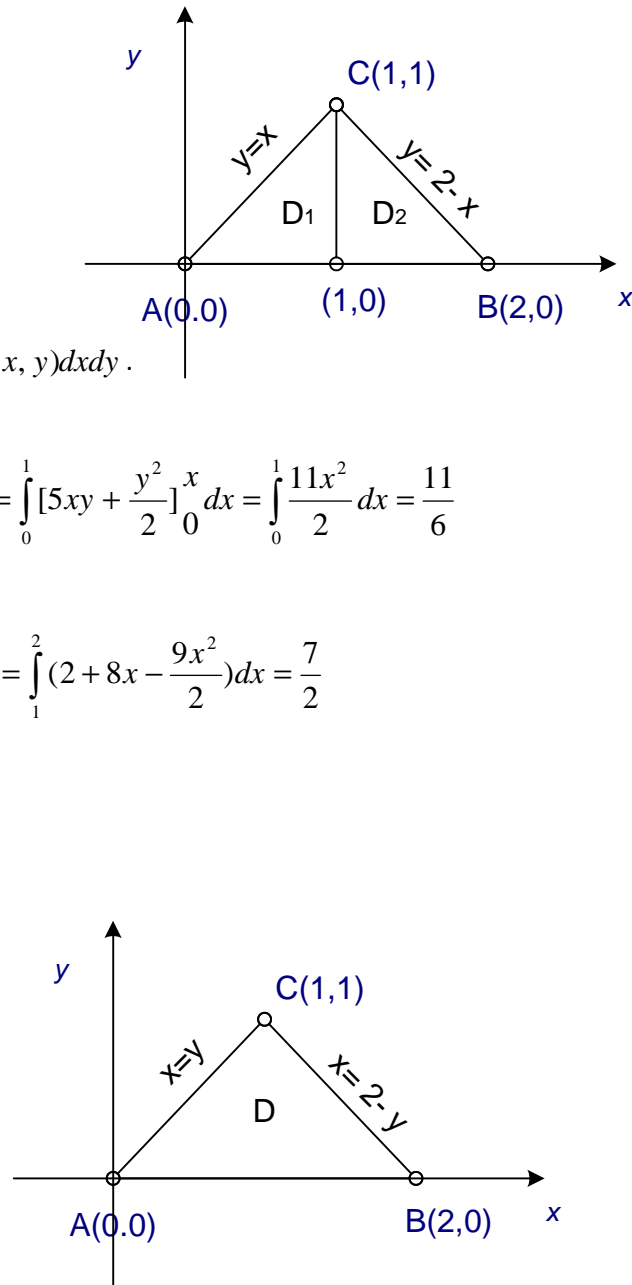 y
C(1,1)
y=x
y= 2- x
D1 D2
A(0.0) (1,0) B(2,0) x
x, y)dxdy .
= ∫₀¹ [5xy + y²/2]₀ˣ dx = ∫₀¹ 11x²/2 dx = 11/6
= ∫₁² (2 + 8x − 9x²/2)dx = 7/2
y
C(1,1)
x=y
x= 2- y
D
A(0.0) B(2,0) x